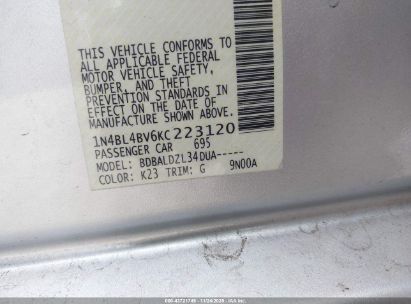 THIS VEHICLE CONFORMS TO
ALL APPLICABLE FEDERAL
MOTOR VEHICLE SAFETY,
BUMPER, AND THEFT
PREVENTION STANDARDS IN
EFFECT ON THE DATE OF
MANUFACTURE SHOWN ABOVE.
1N4BL4BV6KC223120
PASSENGER CAR 695
MODEL: BDBALDZL34DUA-----
COLOR: K23 TRIM: G 9N00A